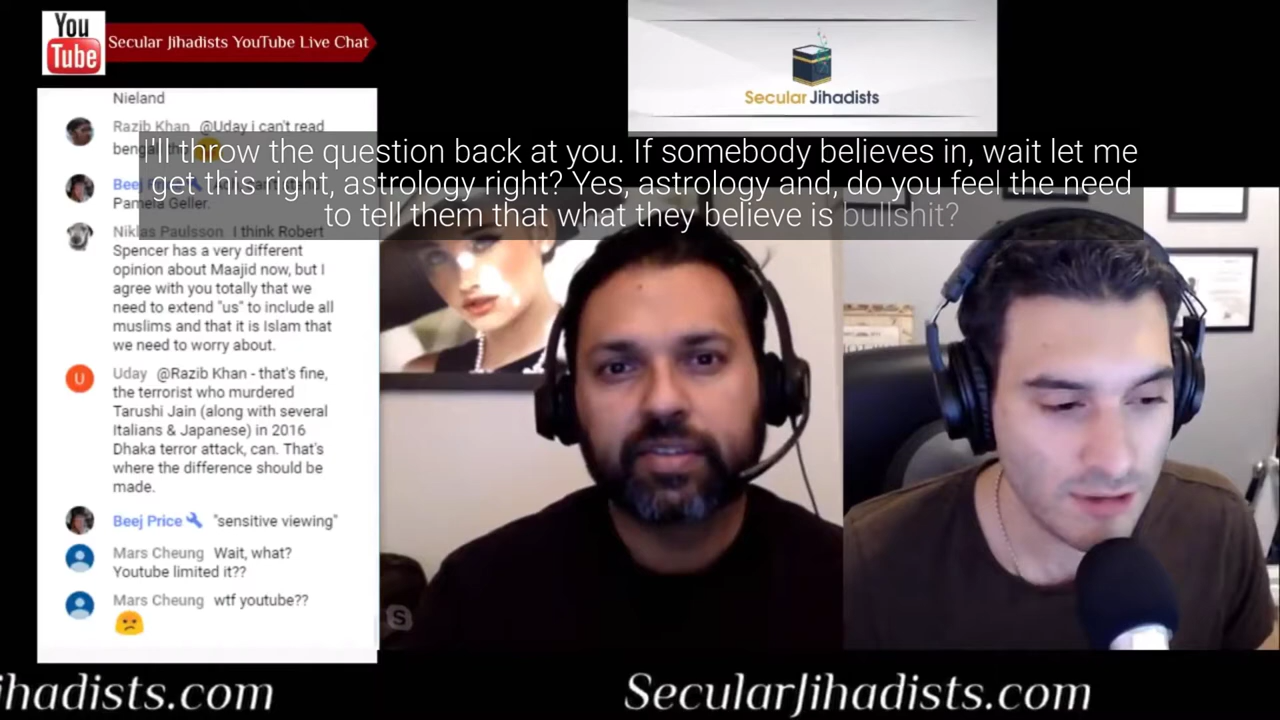 You
Tube
Secular Jihadists YouTube Live Chat
Secular Jihadists
Nieland
Razib Khan @Uday i can't read
I'll throw the question back at you. If somebody believes in, wait let me
get this right, astrology right? Yes, astrology and, do you feel the need
to tell them that what they believe is bullshit?
Pamela Geller.
Niklas Paulsson I think Robert
Spencer has a very different
opinion about Maajid now, but I
agree with you totally that we
need to extend "us" to include all
muslims and that it is Islam that
we need to worry about.
U
Uday @Razib Khan - that's fine,
the terrorist who murdered
Tarushi Jain (along with several
Italians & Japanese) in 2016
Dhaka terror attack, can. That's
where the difference should be
made.
Beej Price "sensitive viewing"
Mars Cheung Wait, what?
Youtube limited it??
Mars Cheung wtf youtube??
S
ihadists.com
SecularJihadists.com